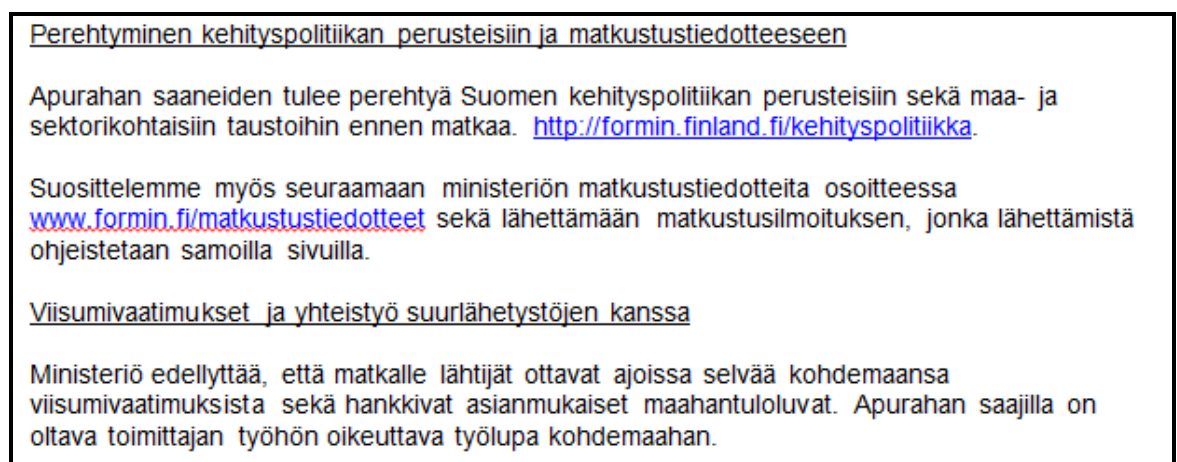 Perehtyminen kehityspolitiikan perusteisiin ja matkustustiedotteeseen
Apurahan saaneiden tulee perehtyä Suomen kehityspolitiikan perusteisiin sekä maa- ja
sektorikohtaisiin taustoihin ennen matkaa. http://formin.finland.fi/kehityspolitiikka.
Suosittelemme myös seuraamaan ministeriön matkustustiedotteita osoitteessa
www.formin.fi/matkustustiedotteet sekä lähettämään matkustusilmoituksen, jonka lähettämistä
ohjeistetaan samoilla sivuilla.
Viisumivaatimukset ja yhteistyö suurlähetystöjen kanssa
Ministeriö edellyttää, että matkalle lähtijät ottavat ajoissa selvää kohdemaansa
viisumivaatimuksista sekä hankkivat asianmukaiset maahantuloluvat. Apurahan saajilla on
oltava toimittajan työhön oikeuttava työlupa kohdemaahan.